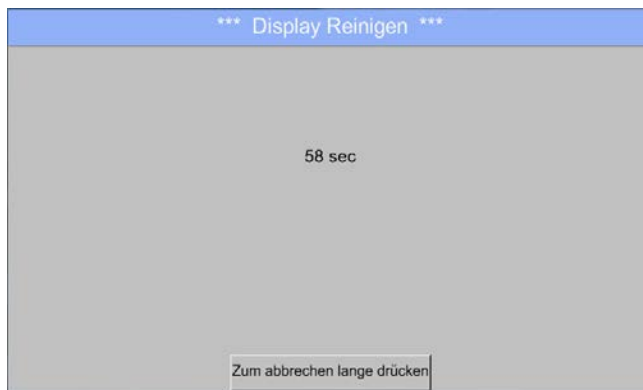 *** Display Reinigen ***
58 sec
Zum abbrechen lange drücken